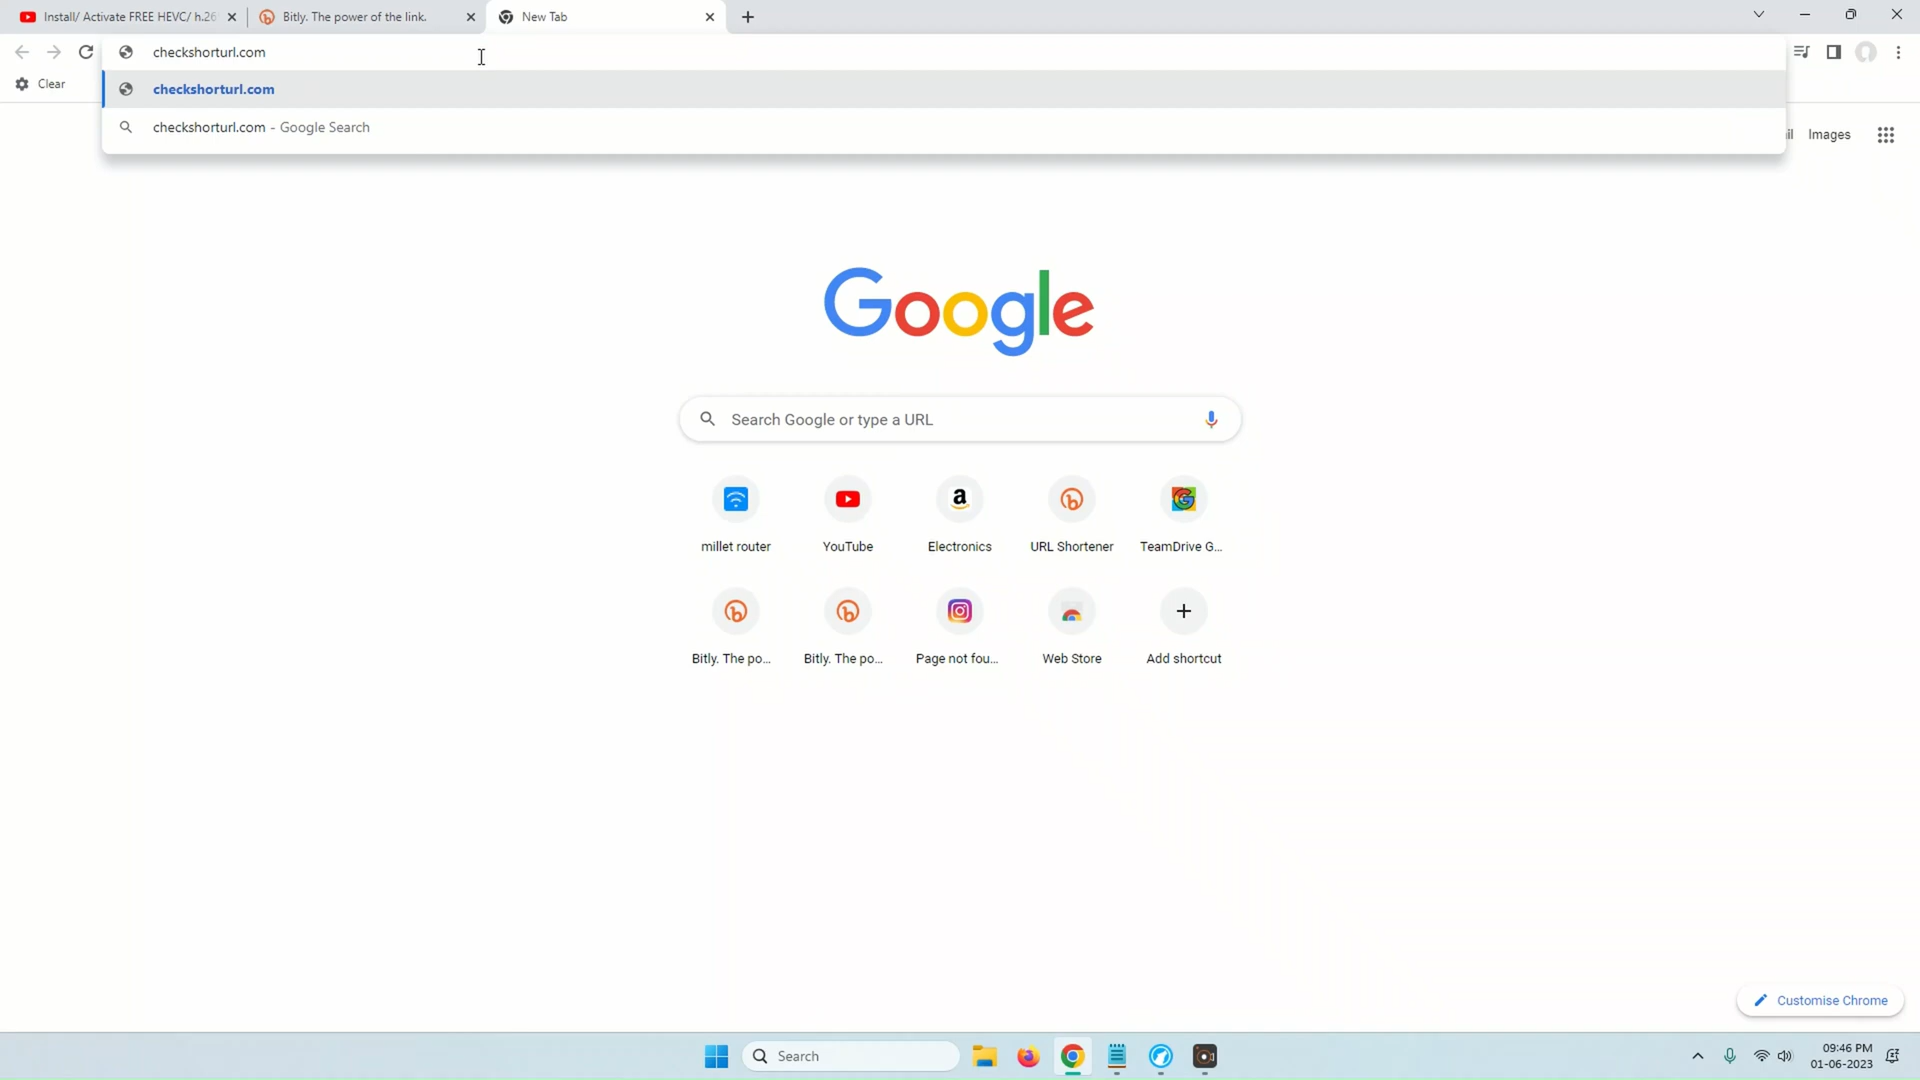 Install/ Activate FREE HEVC/ h.26
Bitly. The power of the link.
New Tab
checkshorturl.com
Clear
checkshorturl.com
checkshorturl.com - Google Search
il
Images
Google
Search Google or type a URL
millet router
YouTube
Electronics
URL Shortener
TeamDrive G...
Bitly. The po...
Bitly. The po...
Page not fou...
Web Store
Add shortcut
Customise Chrome
Search
09:46 PM
01-06-2023